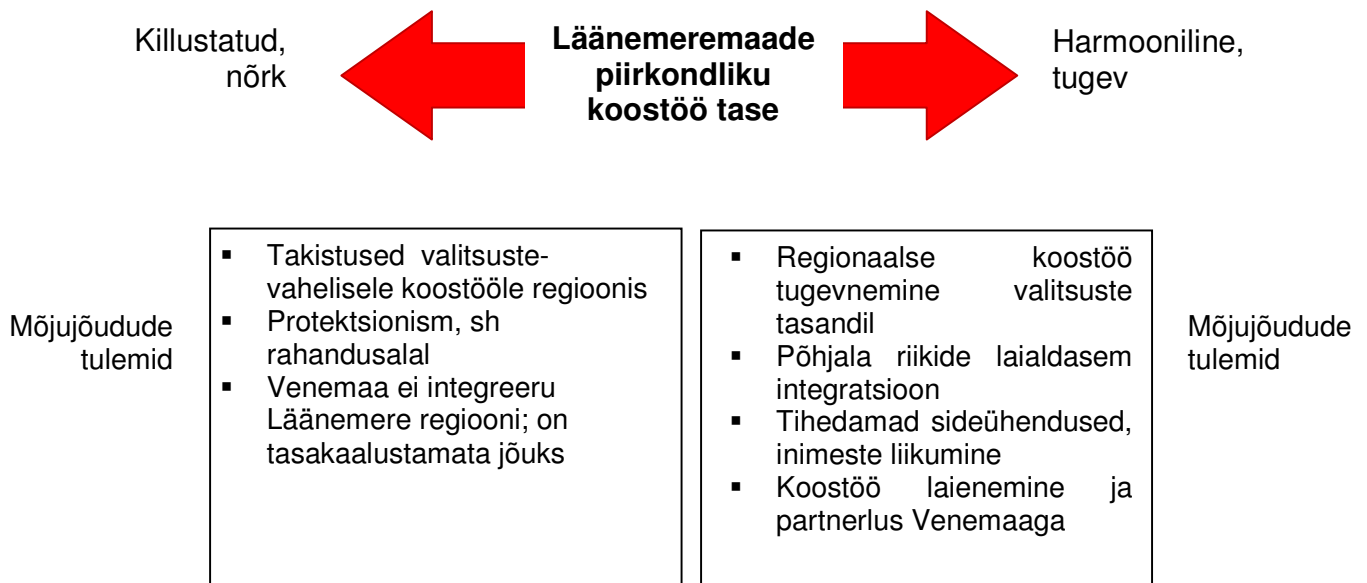 Killustatud,
nõrk
Läänemeremaade
piirkondliku
koostöö tase
Harmooniline,
tugev
Mõjujõudude
tulemid
▪ Takistused valitsuste-
vahelisele koostööle regioonis
▪ Protektsionism, sh
rahandusalal
▪ Venemaa ei integreeru
Läänemere regiooni; on
tasakaalustamata jõuks
▪ Regionaalse koostöö
tugevnemine valitsuste
tasandil
▪ Põhjala riikide laialdasem
integratsioon
▪ Tihedamad sideühendused,
inimeste liikumine
▪ Koostöö laienemine ja
partnerlus Venemaaga
Mõjujõudude
tulemid